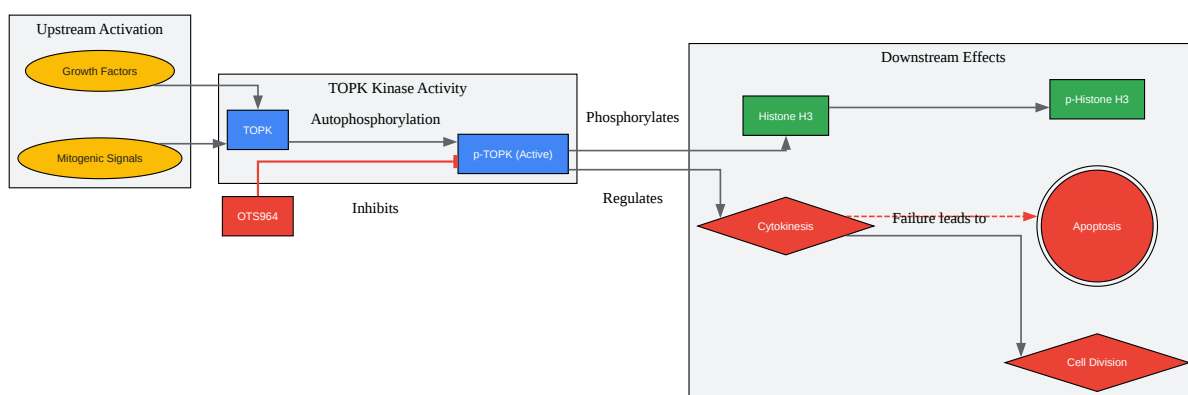 Upstream Activation
Growth Factors
Mitogenic Signals
TOPK Kinase Activity
TOPK
Autophosphorylation
p-TOPK (Active)
OTS964
Inhibits
Phosphorylates
Regulates
Downstream Effects
Histone H3
p-Histone H3
Cytokinesis
Failure leads to
Apoptosis
Cell Division